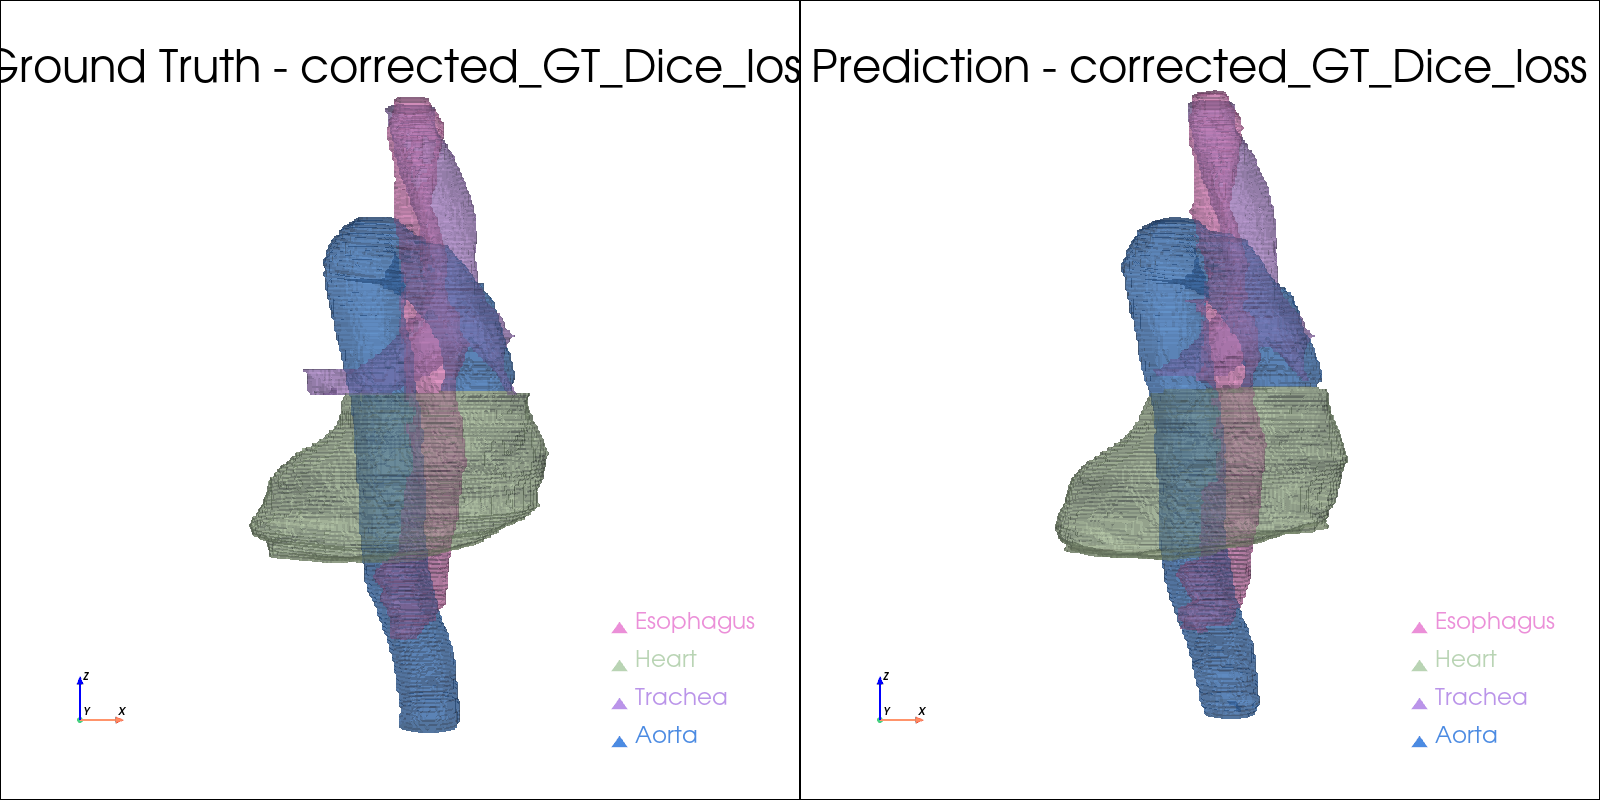 Ground Truth - corrected_GT_Dice_los
Esophagus
Heart
Trachea
Aorta
Z
Y
X
Prediction - corrected_GT_Dice_loss
Esophagus
Heart
Trachea
Aorta
Z
Y
X